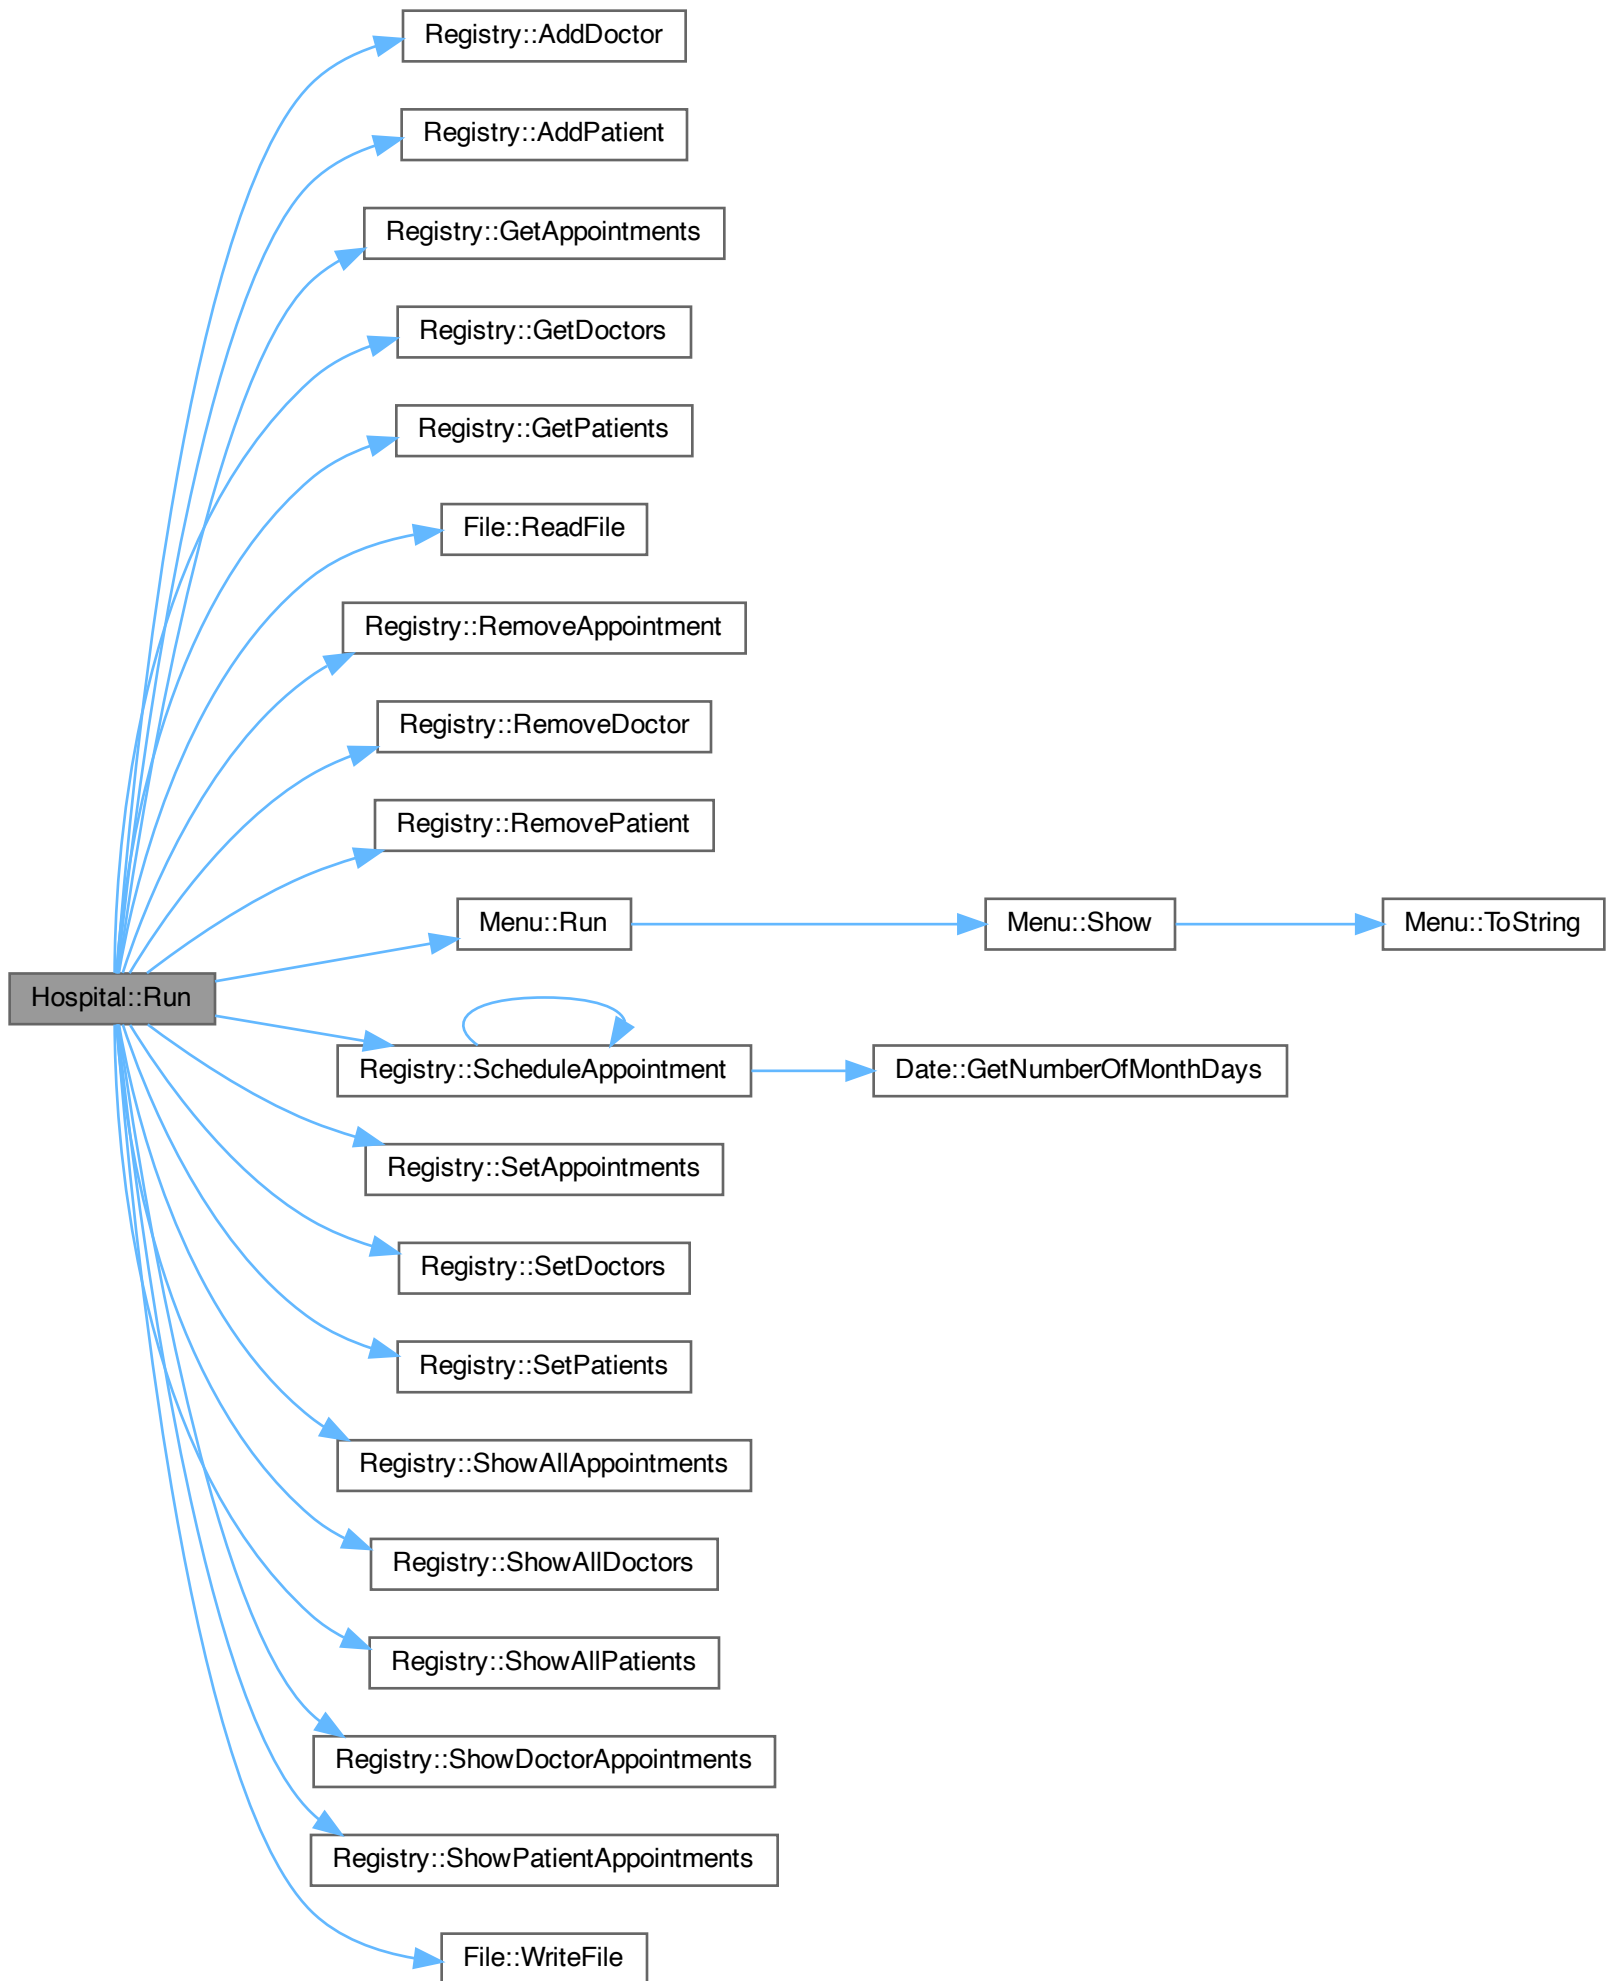 Registry::AddDoctor
Registry::AddPatient
Registry::GetAppointments
Registry::GetDoctors
Registry::GetPatients
File::ReadFile
Registry::RemoveAppointment
Registry::RemoveDoctor
Registry::RemovePatient
Menu::Run
Menu::Show
Menu::ToString
Hospital::Run
Registry::ScheduleAppointment
Date::GetNumberOfMonthDays
Registry::SetAppointments
Registry::SetDoctors
Registry::SetPatients
Registry::ShowAllAppointments
Registry::ShowAllDoctors
Registry::ShowAllPatients
Registry::ShowDoctorAppointments
Registry::ShowPatientAppointments
File::WriteFile